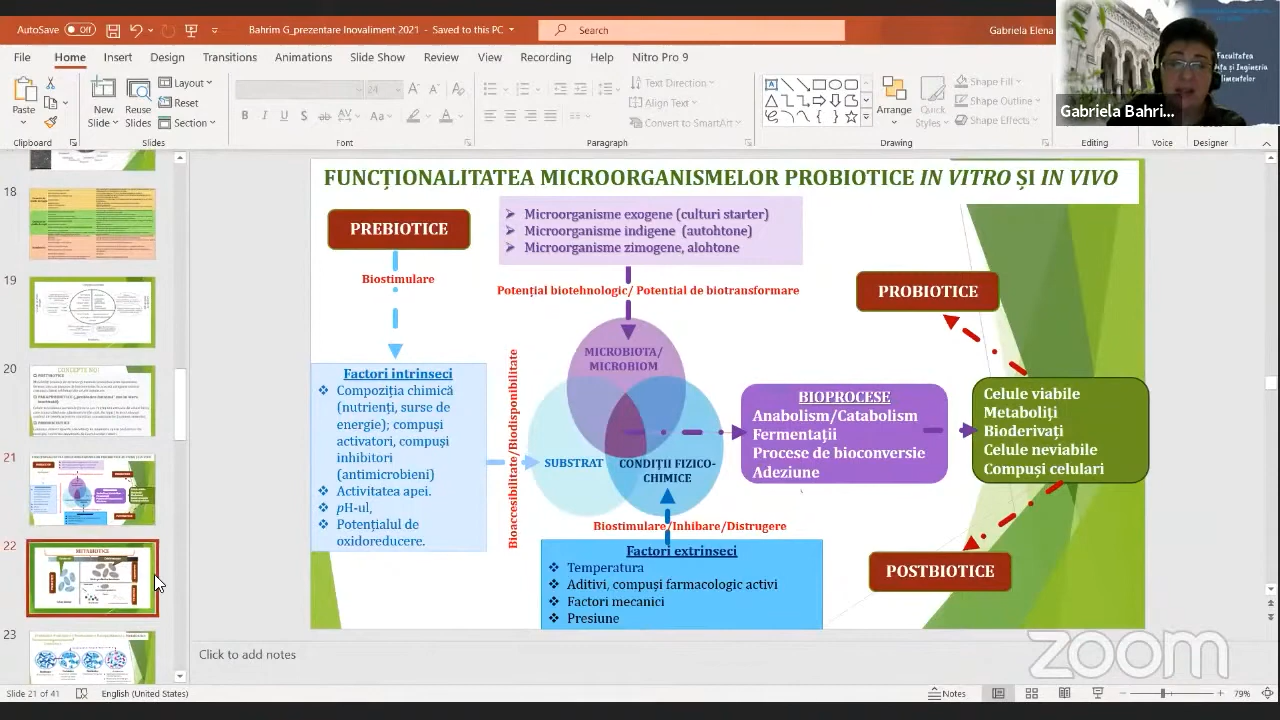 AutoSave Off
Bahrim G_prezentare Inovaliment 2021 - Saved to this PC
Search
Gabriela Elena
File Home Insert Design Transitions Animations Slide Show Review View Recording Help Nitro Pro 9
Paste
New Slide
Reuse Slides
Layout
Reset
Section
Text Direction
Align Text
Convert to SmartArt
Arrange
Quick Styles
Shape Fill
Shape Outline
Shape Effects
Clipboard Slides Font Paragraph Drawing Editing Voice Designer
Facultatea
Gabriela Bahri...
18
19
20
21
22
23
METABIOTICE
FUNCȚIONALITATEA MICROORGANISMELOR PROBIOTICE IN VITRO ȘI IN VIVO
PREBIOTICE
Microorganisme exogene (culturi starter)
Microorganisme indigene (autohtone)
Microorganisme zimogene, alohtone
Biostimulare
Potențial biotehnologic/ Potențial de biotransformare
PROBIOTICE
Factori intrinseci
Compoziția chimică
(nutrienți, surse de
energie); compuși
activatori, compuși
inhibitori
(antimicrobieni)
Activitatea apei.
pH-ul,
Potențialul de
oxidoreducere.
Bioaccesibilitate/Biodisponibilitate
MICROBIOTA/
MICROBIOM
SUBSTRAT
CONDIȚII FIZICO-
CHIMICE
BIOPROCESE
Anabolism/Catabolism
Fermentații
Procese de bioconversie
Adeziune
Celule viabile
Metaboliți
Bioderivați
Celule neviabile
Compuși celulari
Biostimulare/Inhibare/Distrugere
Factori extrinseci
Temperatura
Aditivi, compuși farmacologic activi
Factori mecanici
Presiune
POSTBIOTICE
Click to add notes
zoom
Slide 21 of 41 English (United States) Notes 79%